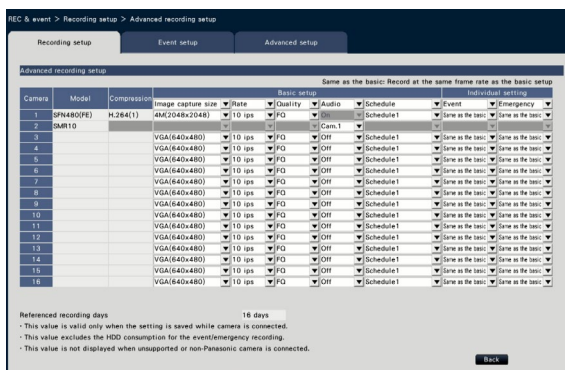 REC & event > Recording setup > Advanced recording setup
Recording setup Event setup Advanced setup
Advanced recording setup
Same as the basic: Record at the same frame rate as the basic setup
Camera Model Compression Basic setup Individual setting
Image capture size Rate Quality Audio Schedule Event Emergency
1 SFN480(FE) H.264(1) 4M(2048x2048) 10 ips FQ On Schedule1 Same as the basic Same as the basic
2 SMR10 Cam.1
3 VGA(640x480) 10 ips FQ Off Schedule1 Same as the basic Same as the basic
4 VGA(640x480) 10 ips FQ Off Schedule1 Same as the basic Same as the basic
5 VGA(640x480) 10 ips FQ Off Schedule1 Same as the basic Same as the basic
6 VGA(640x480) 10 ips FQ Off Schedule1 Same as the basic Same as the basic
7 VGA(640x480) 10 ips FQ Off Schedule1 Same as the basic Same as the basic
8 VGA(640x480) 10 ips FQ Off Schedule1 Same as the basic Same as the basic
9 VGA(640x480) 10 ips FQ Off Schedule1 Same as the basic Same as the basic
10 VGA(640x480) 10 ips FQ Off Schedule1 Same as the basic Same as the basic
11 VGA(640x480) 10 ips FQ Off Schedule1 Same as the basic Same as the basic
12 VGA(640x480) 10 ips FQ Off Schedule1 Same as the basic Same as the basic
13 VGA(640x480) 10 ips FQ Off Schedule1 Same as the basic Same as the basic
14 VGA(640x480) 10 ips FQ Off Schedule1 Same as the basic Same as the basic
15 VGA(640x480) 10 ips FQ Off Schedule1 Same as the basic Same as the basic
16 VGA(640x480) 10 ips FQ Off Schedule1 Same as the basic Same as the basic
Referenced recording days 16 days
・This value is valid only when the setting is saved while camera is connected.
・This value excludes the HDD consumption for the event/emergency recording.
・This value is not displayed when unsupported or non-Panasonic camera is connected.
Back